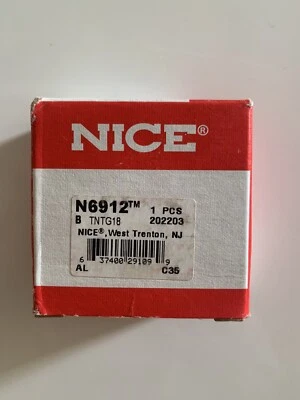 NICE®
N6912™ 1 PCS
B TNTG18 202203
NICE®,West Trenton, NJ
6 37400 29109 9
AL C35